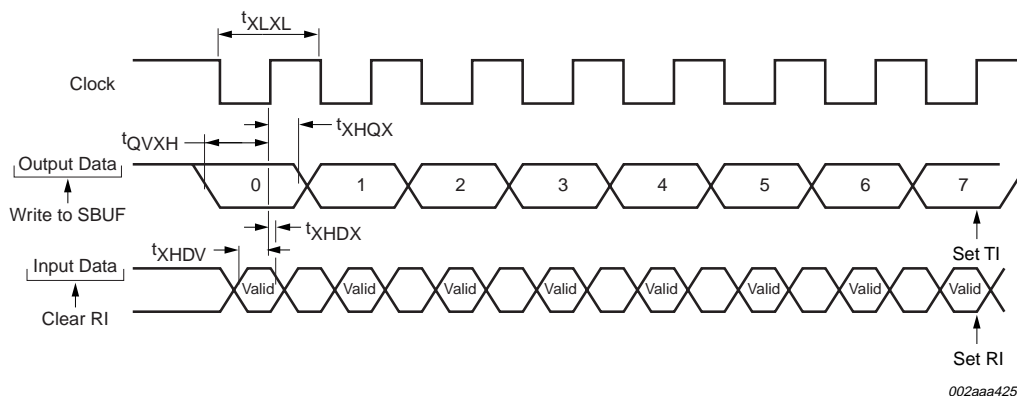 tXLXL
Clock
tXHQX
tQVXH
Output Data
0 1 2 3 4 5 6 7
Write to SBUF
tXHDX
Set TI
tXHDV
Input Data
Valid Valid Valid Valid Valid Valid Valid Valid
Clear RI
Set RI
002aaa425